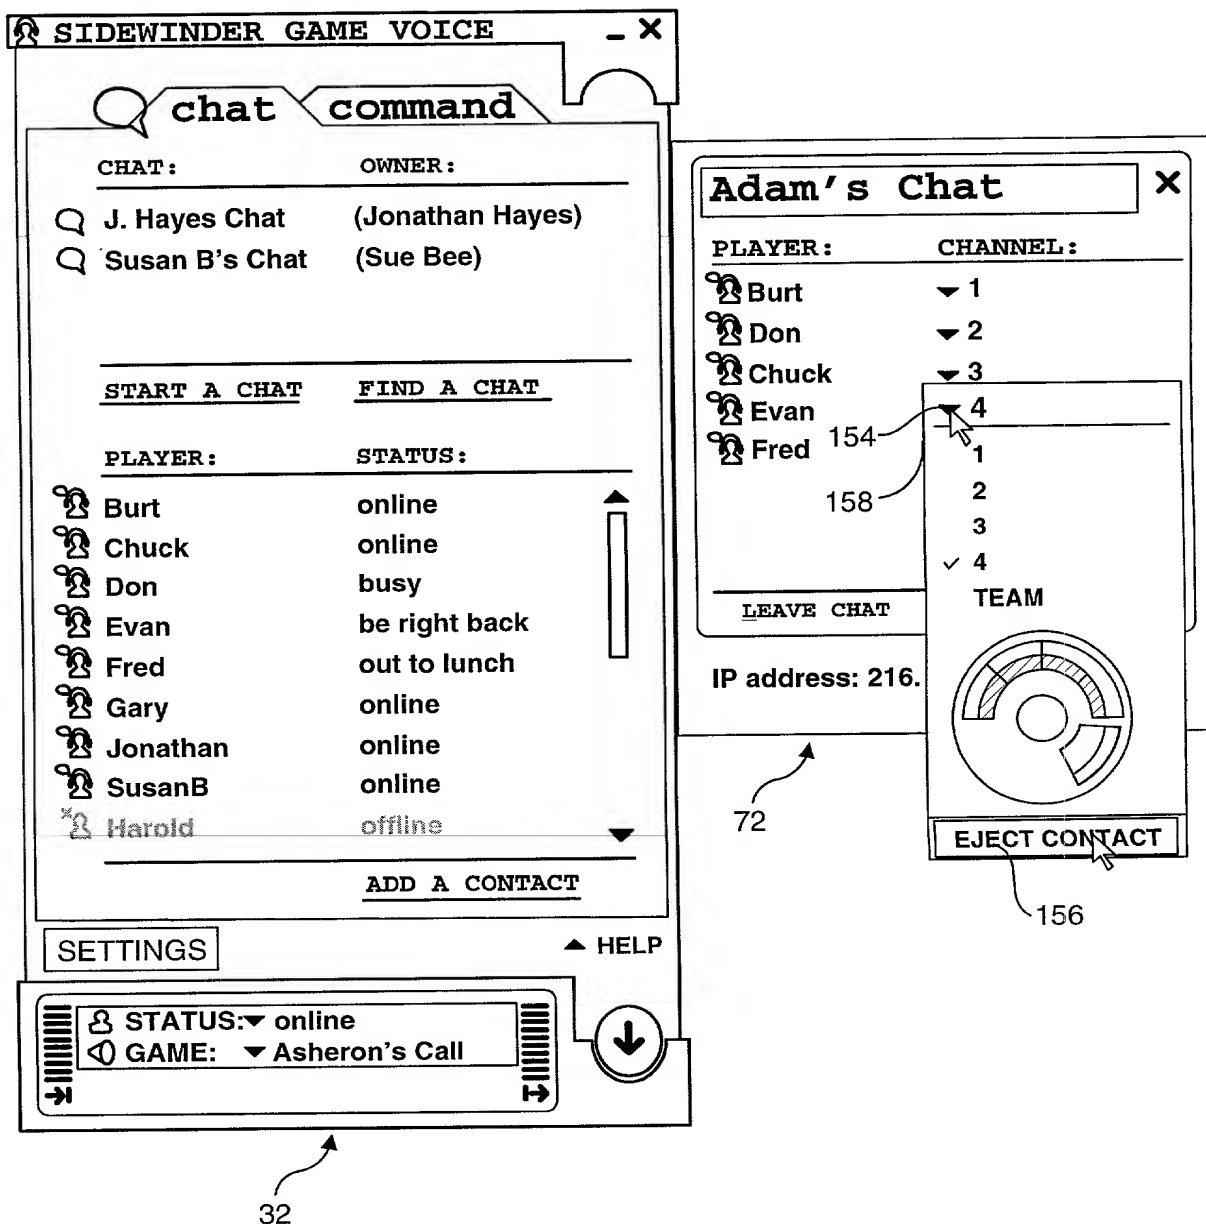 SIDEWINDER GAME VOICE
chat command
CHAT: OWNER:
J. Hayes Chat (Jonathan Hayes)
Susan B's Chat (Sue Bee)
START A CHAT FIND A CHAT
PLAYER: STATUS:
Burt online
Chuck online
Don busy
Evan be right back
Fred out to lunch
Gary online
Jonathan online
SusanB online
Harold offline
ADD A CONTACT
SETTINGS HELP
STATUS: online
GAME: Asheron's Call
32
Adam's Chat
PLAYER: CHANNEL:
Burt 1
Don 2
Chuck 3
Evan 4
Fred
154
158
1
2
3
4
TEAM
LEAVE CHAT
IP address: 216.
72
EJECT CONTACT
156